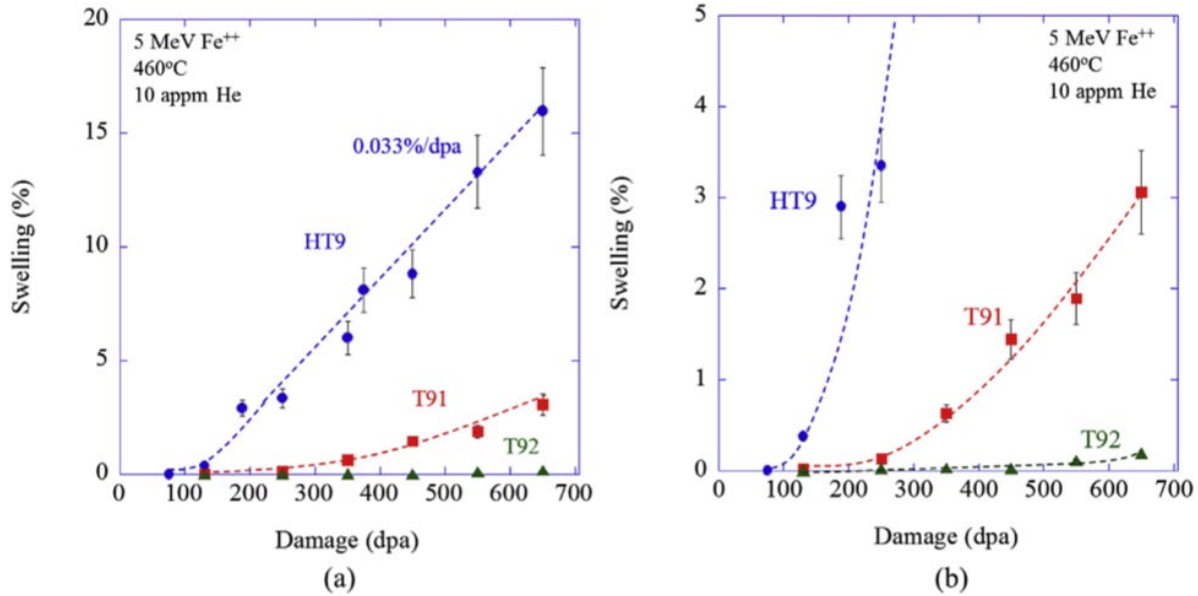 20
15
10
5
0
Swelling (%)
5 MeV Fe⁺⁺
460ºC
10 appm He
0.033%/dpa
HT9
T91
T92
0 100 200 300 400 500 600 700
Damage (dpa)
(a)
5
4
3
2
1
0
Swelling (%)
5 MeV Fe⁺⁺
460ºC
10 appm He
HT9
T91
T92
0 100 200 300 400 500 600 700
Damage (dpa)
(b)